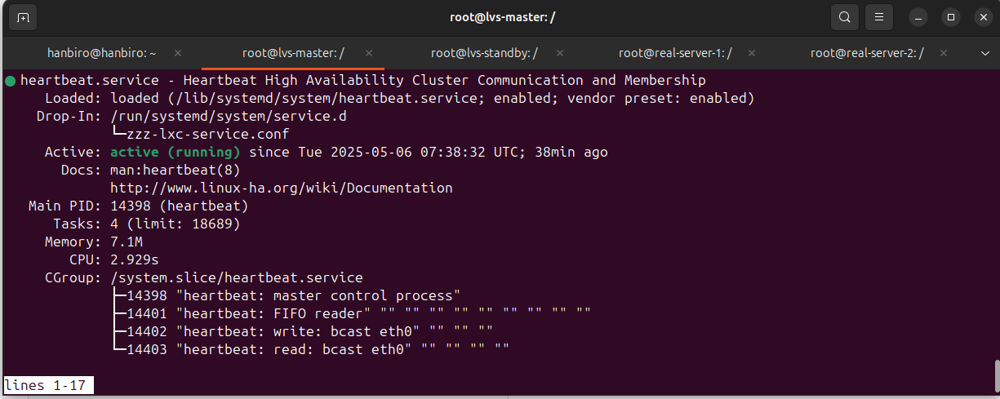 root@lvs-master: /
hanbiro@hanbiro: ~ × root@lvs-master: / × root@lvs-standby: / × root@real-server-1: / × root@real-server-2: / ×
● heartbeat.service - Heartbeat High Availability Cluster Communication and Membership
Loaded: loaded (/lib/systemd/system/heartbeat.service; enabled; vendor preset: enabled)
Drop-In: /run/systemd/system/service.d
└─zzz-lxc-service.conf
Active: active (running) since Tue 2025-05-06 07:38:32 UTC; 38min ago
Docs: man:heartbeat(8)
http://www.linux-ha.org/wiki/Documentation
Main PID: 14398 (heartbeat)
Tasks: 4 (limit: 18689)
Memory: 7.1M
CPU: 2.929s
CGroup: /system.slice/heartbeat.service
├─14398 "heartbeat: master control process"
├─14401 "heartbeat: FIFO reader" "" "" "" "" "" "" "" "" ""
├─14402 "heartbeat: write: bcast eth0" "" "" ""
└─14403 "heartbeat: read: bcast eth0" "" "" "" ""
lines 1-17